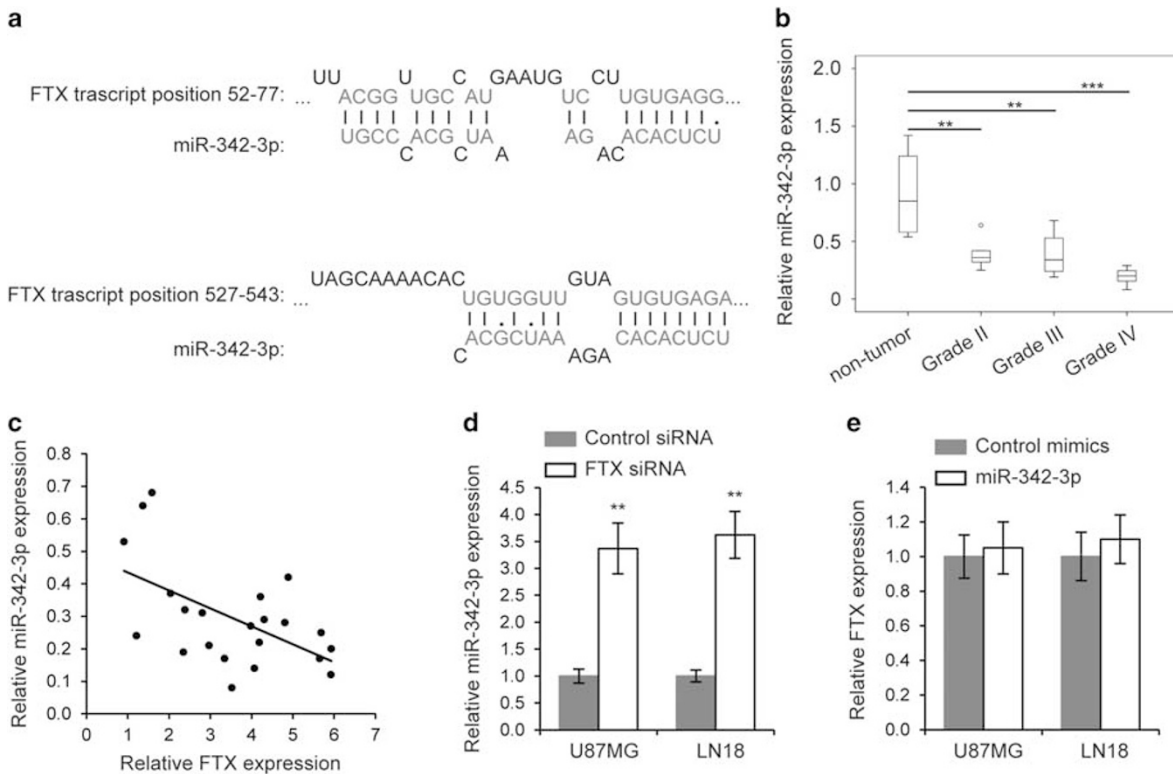 a
UU U C GAAUG CU
FTX trascript position 52-77: ... ACGG UGC AU UC UGUGAGG...
miR-342-3p: UGCC ACG UA AG ACACUCU
C C A AC
UAGCAAAACAC GUA
FTX trascript position 527-543: ... UGUGGUU GUGUGAGA...
miR-342-3p: ACGCUAA CACACUCU
C AGA
b
Relative miR-342-3p expression
2.0
1.5
1.0
0.5
0
***
**
**
non-tumor Grade II Grade III Grade IV
c
Relative miR-342-3p expression
0.8
0.7
0.6
0.5
0.4
0.3
0.2
0.1
0.0
0 1 2 3 4 5 6 7
Relative FTX expression
d
Control siRNA
FTX siRNA
Relative miR-342-3p expression
4.5
4.0
3.5
3.0
2.5
2.0
1.5
1.0
0.5
0.0
** **
U87MG LN18
e
Control mimics
miR-342-3p
Relative FTX expression
1.4
1.2
1.0
0.8
0.6
0.4
0.2
0.0
U87MG LN18